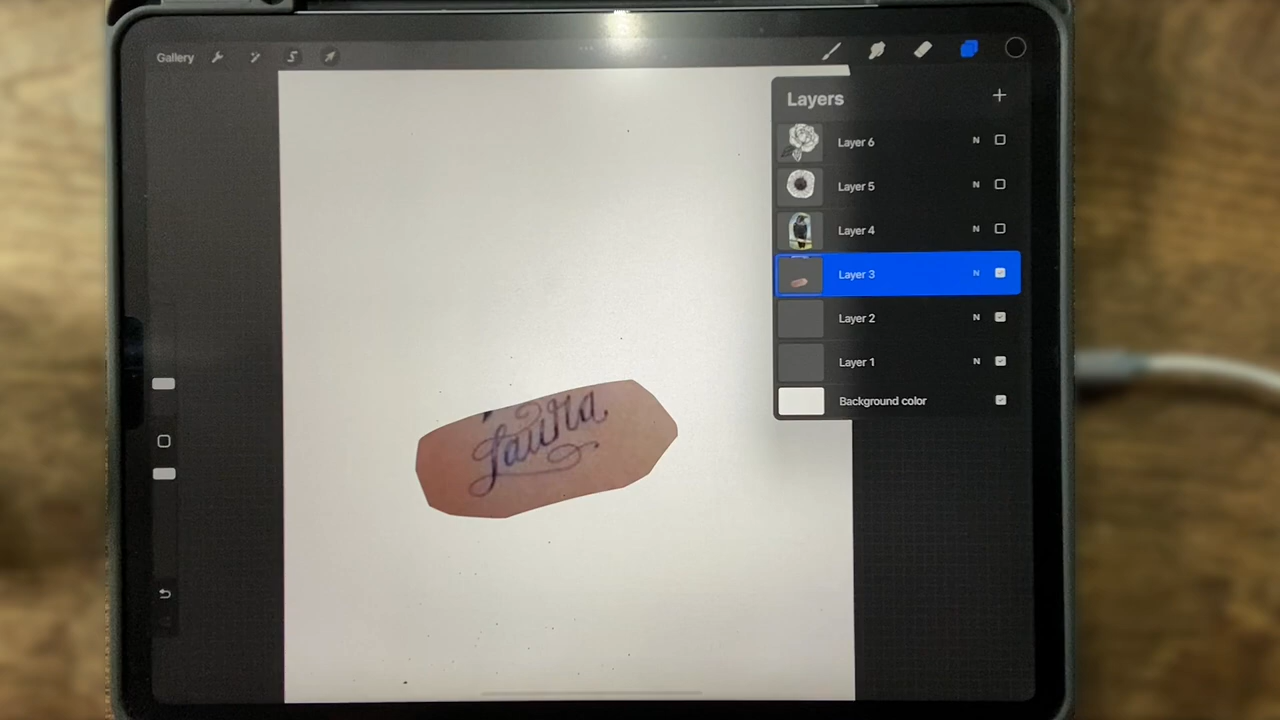 Gallery
Layers
Layer 6 N
Layer 5 N
Layer 4 N
Layer 3 N
Layer 2 N
Layer 1 N
Background color
Laura